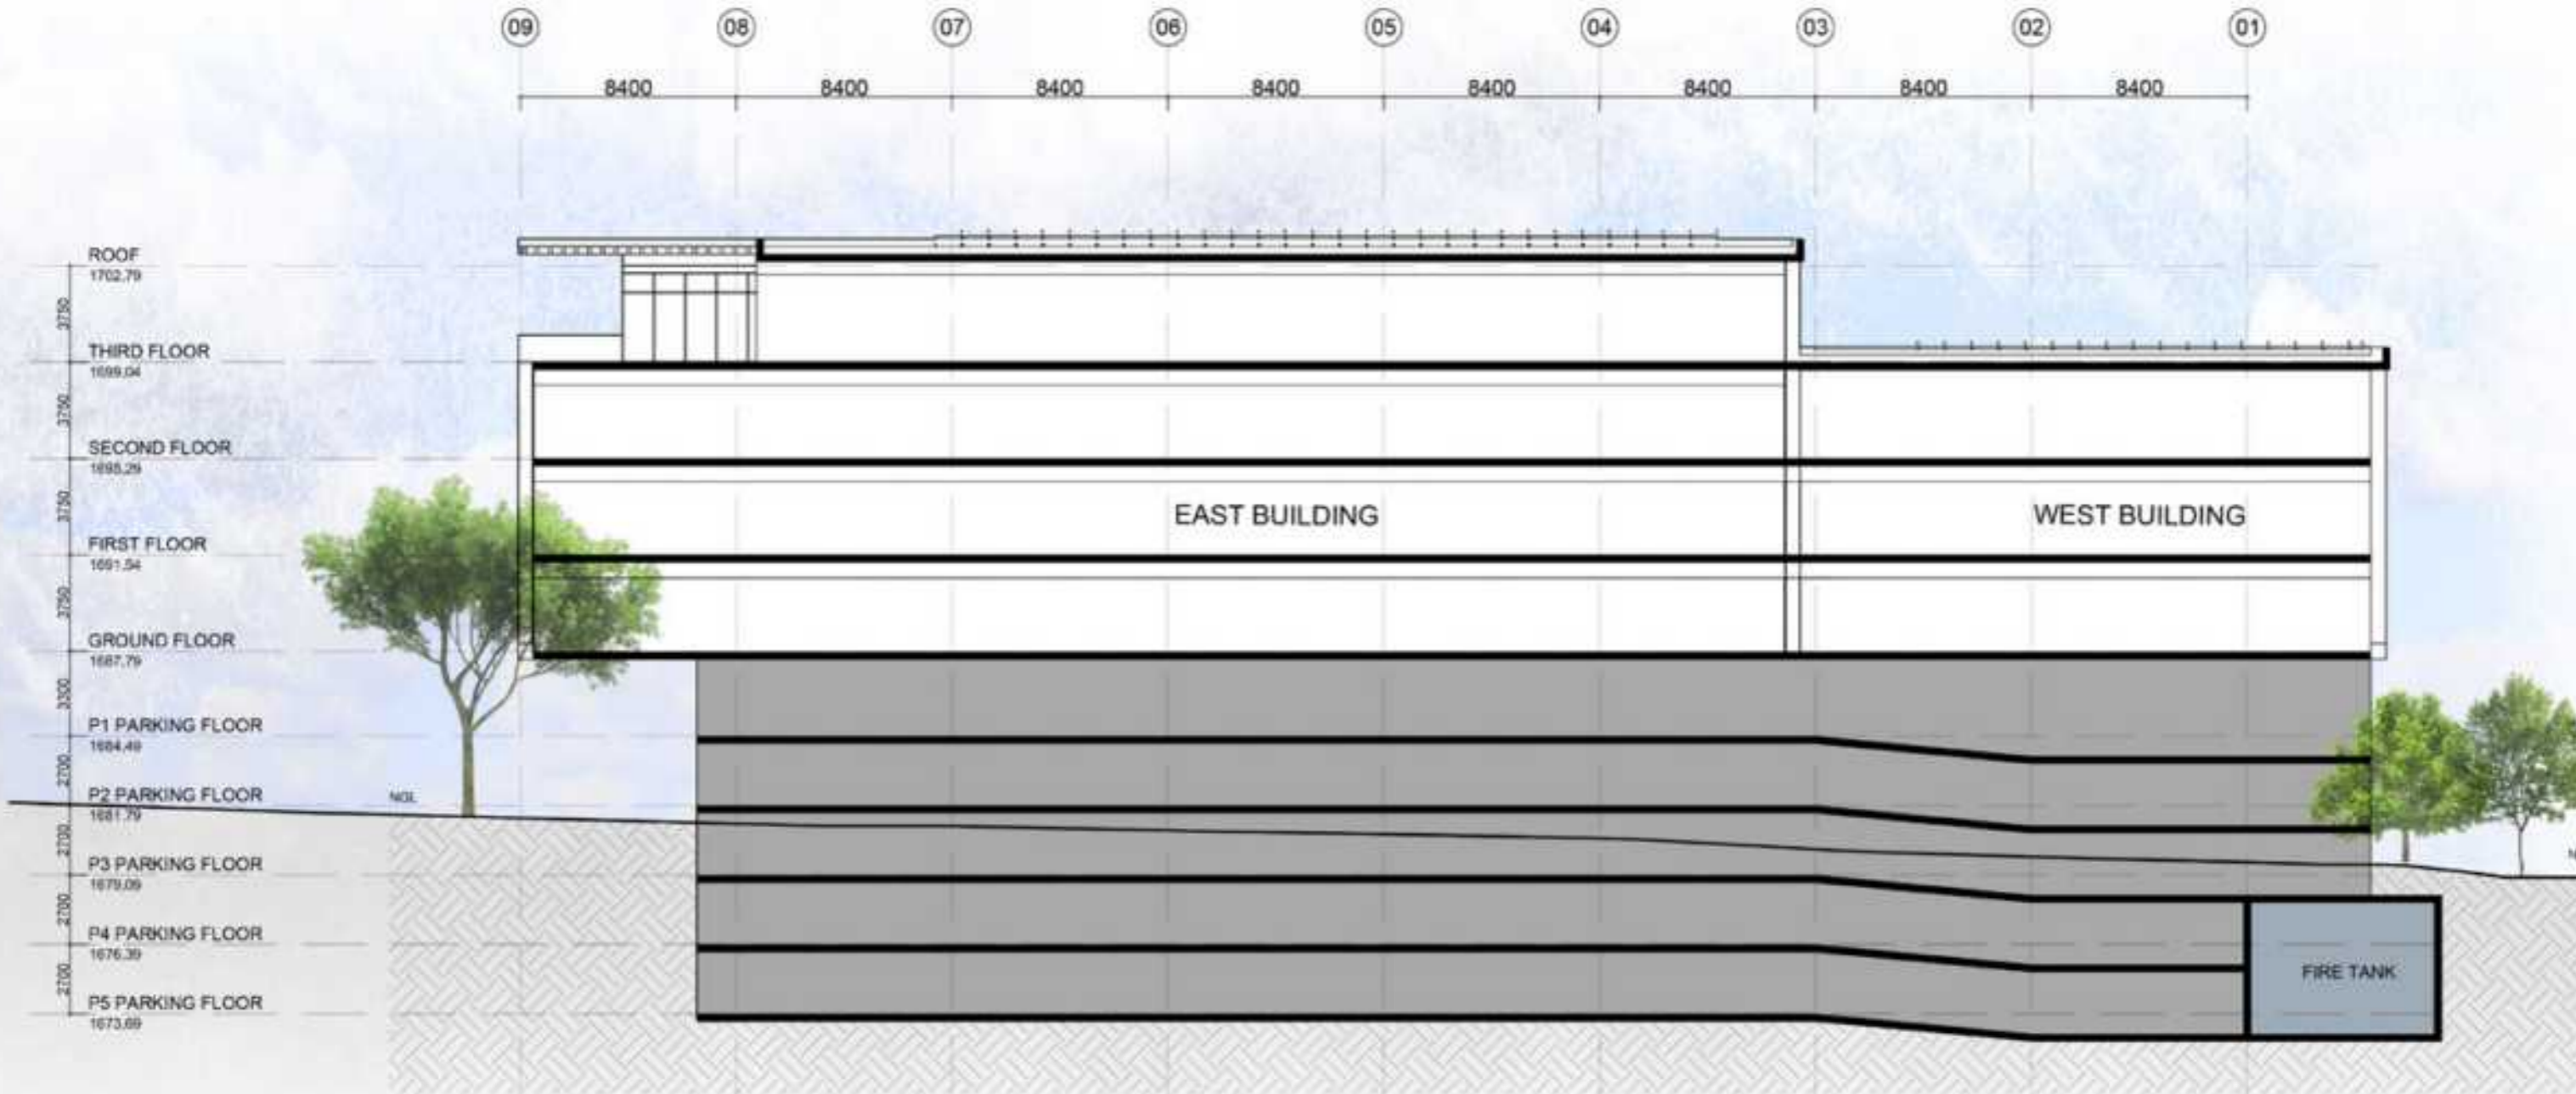 09 08 07 06 05 04 03 02 01
8400 8400 8400 8400 8400 8400 8400 8400
ROOF
1702.79
3750
THIRD FLOOR
1699.04
3750
SECOND FLOOR
1695.29
3750
EAST BUILDING
WEST BUILDING
FIRST FLOOR
1691.54
3750
GROUND FLOOR
1687.79
3300
P1 PARKING FLOOR
1684.49
2700
P2 PARKING FLOOR
1681.79
NGL
2700
P3 PARKING FLOOR
1679.09
2700
P4 PARKING FLOOR
1676.39
2700
FIRE TANK
P5 PARKING FLOOR
1673.69